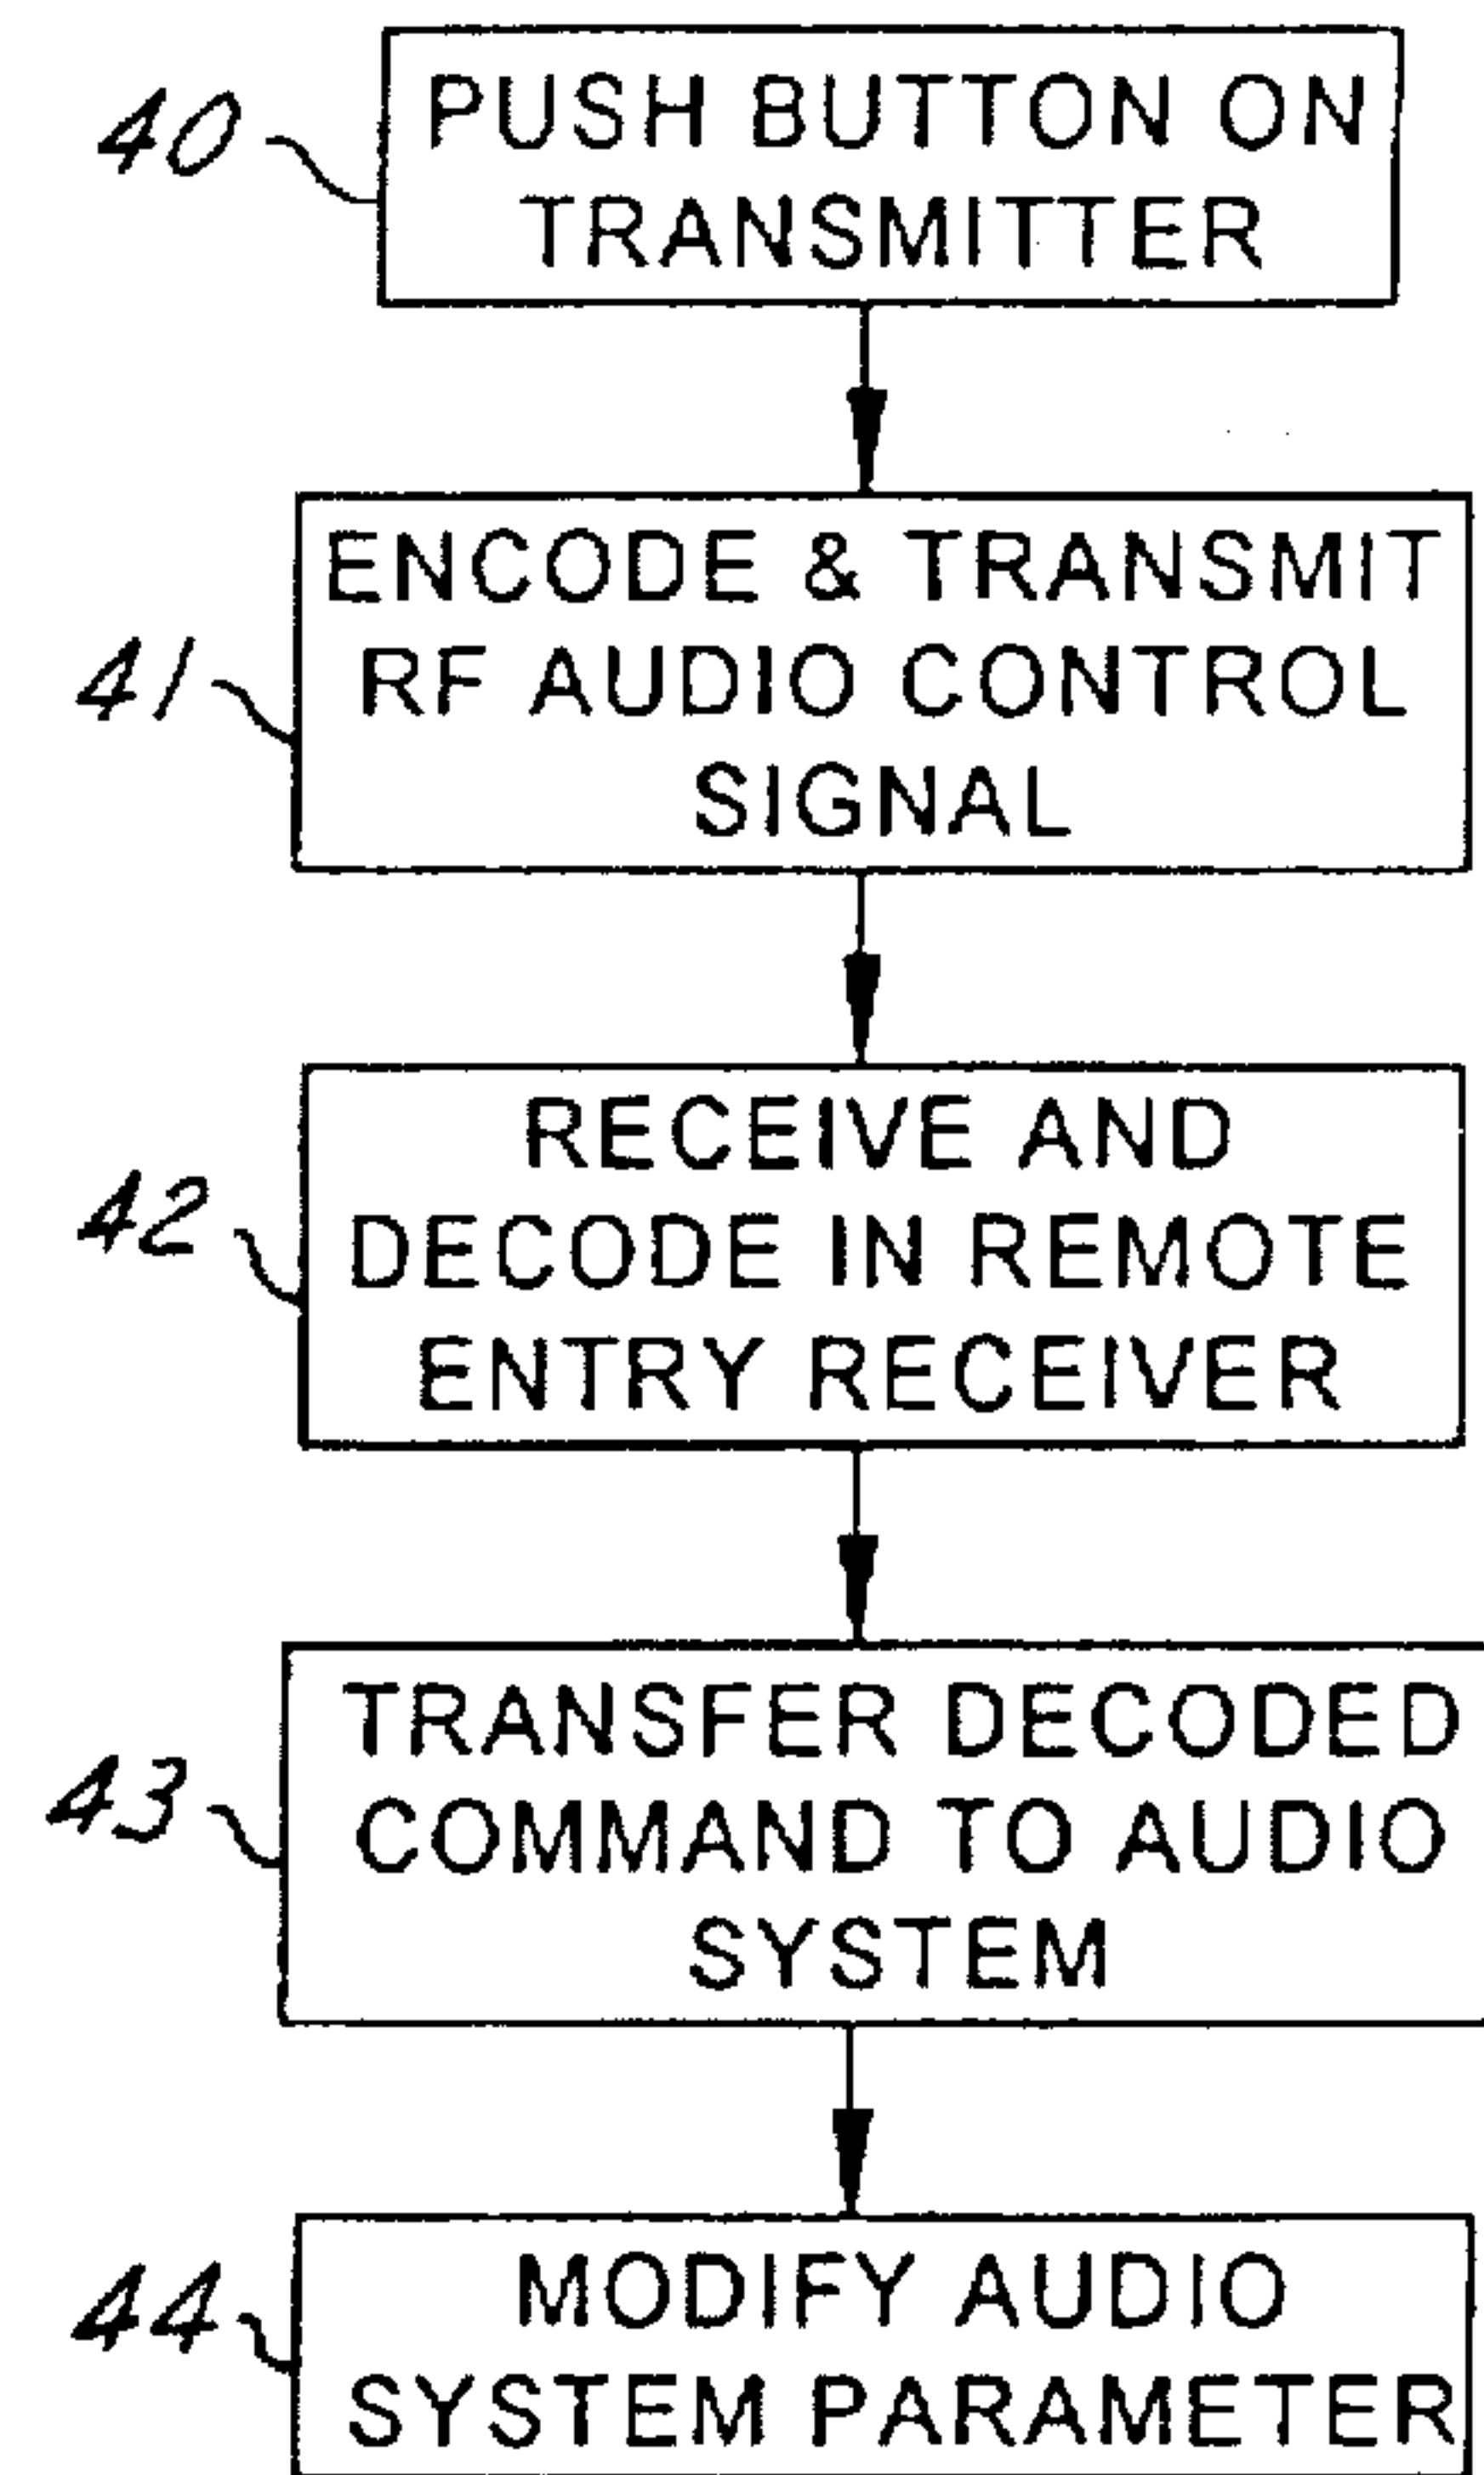 40
PUSH BUTTON ON
TRANSMITTER
41
ENCODE & TRANSMIT
RF AUDIO CONTROL
SIGNAL
42
RECEIVE AND
DECODE IN REMOTE
ENTRY RECEIVER
43
TRANSFER DECODED
COMMAND TO AUDIO
SYSTEM
44
MODIFY AUDIO
SYSTEM PARAMETER